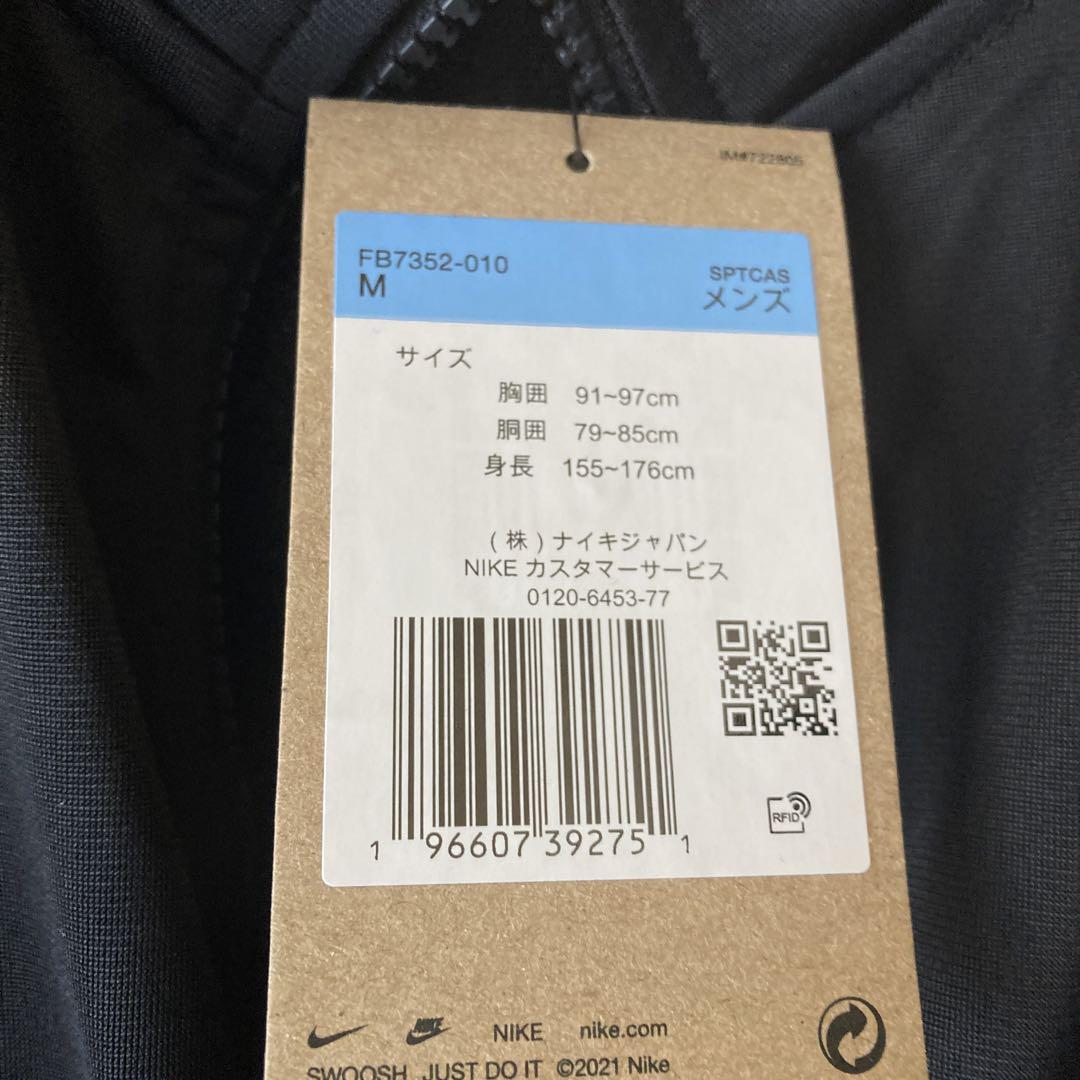 IM#722865
FB7352-010
M
SPTCAS
メンズ
サイズ
胸囲 91~97cm
胴囲 79~85cm
身長 155~176cm
(株)ナイキジャパン
NIKE カスタマーサービス
0120-6453-77
1 96607 39275 1
RFID
NIKE nike.com
SWOOSH JUST DO IT ©2021 Nike